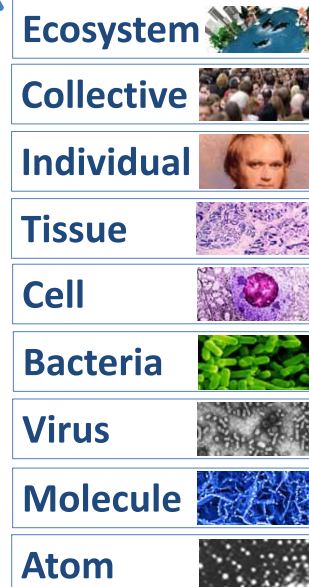 Ecosystem
Collective
Individual
Tissue
Cell
Bacteria
Virus
Molecule
Atom